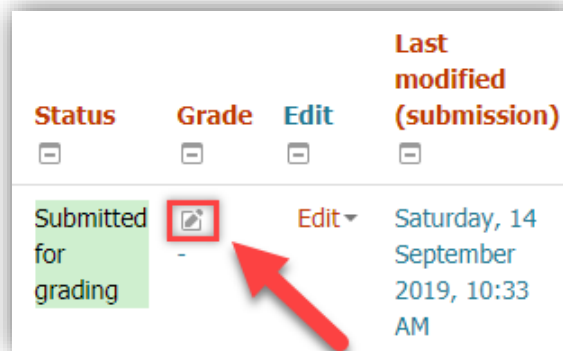 Status Grade Edit Last modified (submission)
Submitted for grading
-
Edit
Saturday, 14 September 2019, 10:33 AM